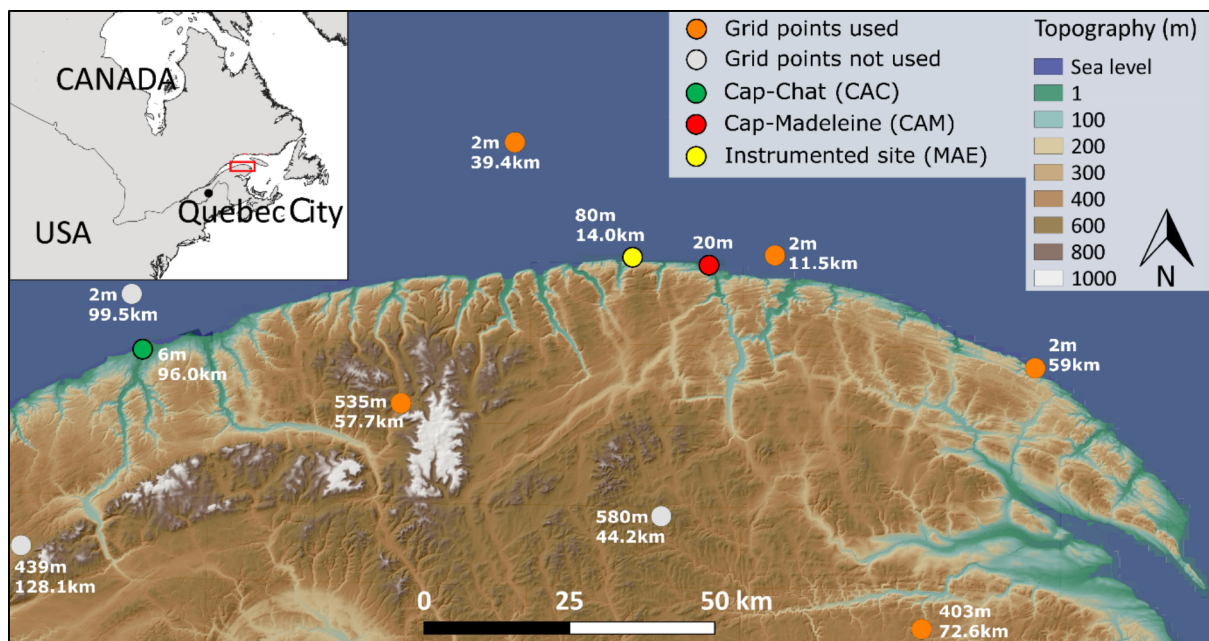 CANADA
USA
Quebec City
Grid points used
Grid points not used
Cap-Chat (CAC)
Cap-Madeleine (CAM)
Instrumented site (MAE)
Topography (m)
Sea level
1
100
200
300
400
600
800
1000
N
2m
39.4km
80m
14.0km
20m
2m
11.5km
2m
99.5km
6m
96.0km
2m
59km
535m
57.7km
580m
44.2km
439m
128.1km
403m
72.6km
0
25
50 km